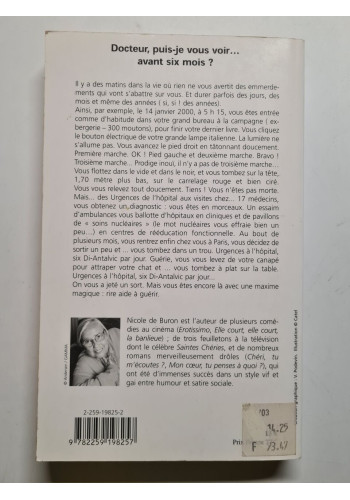 Docteur, puis-je vous voir...
avant six mois ?
Il y a des matins dans la vie où rien ne vous avertit des emmerde-
ments qui vont s'abattre sur vous. Et durer parfois des jours, des
mois et même des années ( si, si ! des années).
Ainsi, par exemple, le 14 janvier 2000, à 5 h 15, vous êtes entrée
comme d'habitude dans votre grand bureau à la campagne ( ex-
bergerie – 300 moutons), pour finir votre dernier livre. Vous cliquez
le bouton électrique de votre grande lampe italienne. La lumière ne
s'allume pas. Vous avancez le pied droit en tâtonnant doucement.
Première marche. OK ! Pied gauche et deuxième marche. Bravo !
Troisième marche... Prodige inouï, il n'y a pas de troisième marche...
Vous flottez dans le vide et dans le noir, et vous tombez sur la tête,
1,70 mètre plus bas, sur le carrelage rouge et bien ciré.
Vous vous relevez tout doucement. Tiens ! Vous n'êtes pas morte.
Mais... des Urgences de l'hôpital aux visites chez... 17 médecins,
vous obtenez un diagnostic : vous êtes en morceaux. Un essaim
d'ambulances vous ballotte d'hôpitaux en cliniques et de pavillons
de « soins nucléaires » (le mot nucléaires vous effraie bien un
peu...) en centres de rééducation fonctionnelle. Au bout de
plusieurs mois, vous rentrez enfin chez vous à Paris, vous décidez de
sortir un peu et ... vous tombez dans un trou. Urgences à l'hôpital,
six Di-Antalvic par jour. Guérie, vous vous levez de votre canapé
pour attraper votre chat et ... vous tombez à plat sur la table.
Urgences à l'hôpital, six Di-Antalvic par jour...
On vous a jeté un sort. Mais vous êtes encore là avec une maxime
magique : rire aide à guérir.
Nicole de Buron est l'auteur de plusieurs comé-
dies au cinéma (Erotissimo, Elle court, elle court,
la banlieue) ; de trois feuilletons à la télévision
dont le célèbre Saintes Chéries, et de nombreux
romans merveilleusement drôles (Chéri, tu
m'écoutes ?, Mon cœur, tu penses à quoi ?), qui
ont été d'immenses succès dans un style vif et
gai entre humour et satire sociale.
2-259-19825-2
9 782259 198257
'03
14.25
F